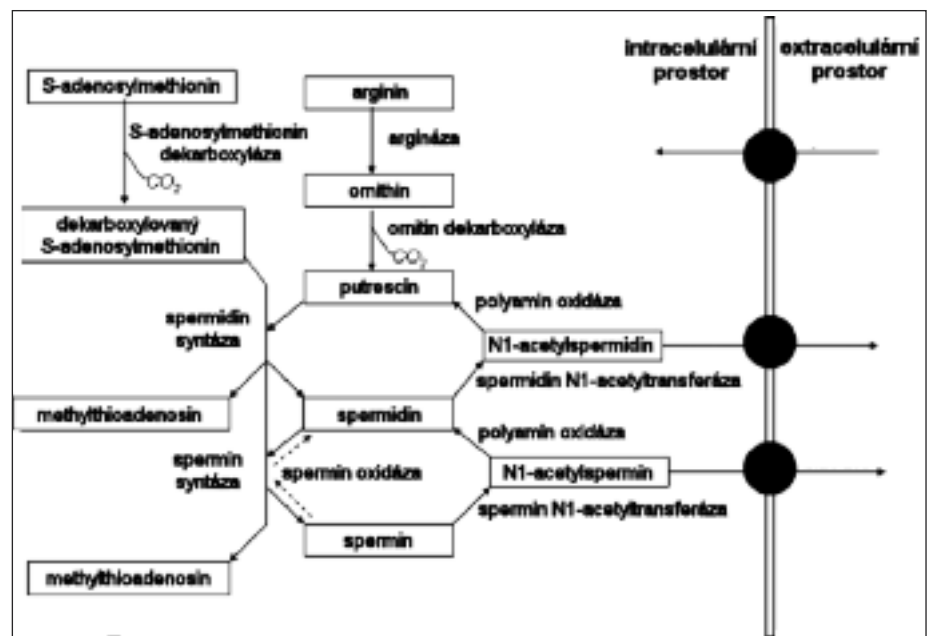 intracelulární
prostor
extracelulární
prostor
S-adenosylmethionin
arginin
S-adenosylmethionin
dekarboxyláza
CO2
argináza
ornithin
dekarboxylovaný
S-adenosylmethionin
ornitin dekarboxyláza
CO2
putrescin
polyamin oxidáza
spermidin
syntáza
N1-acetylspermidin
spermidin N1-acetyltransferáza
methylthioadenosin
spermidin
polyamin oxidáza
spermin
syntáza
spermin oxidáza
N1-acetylspermin
spermin N1-acetyltransferáza
spermin
methylthioadenosin